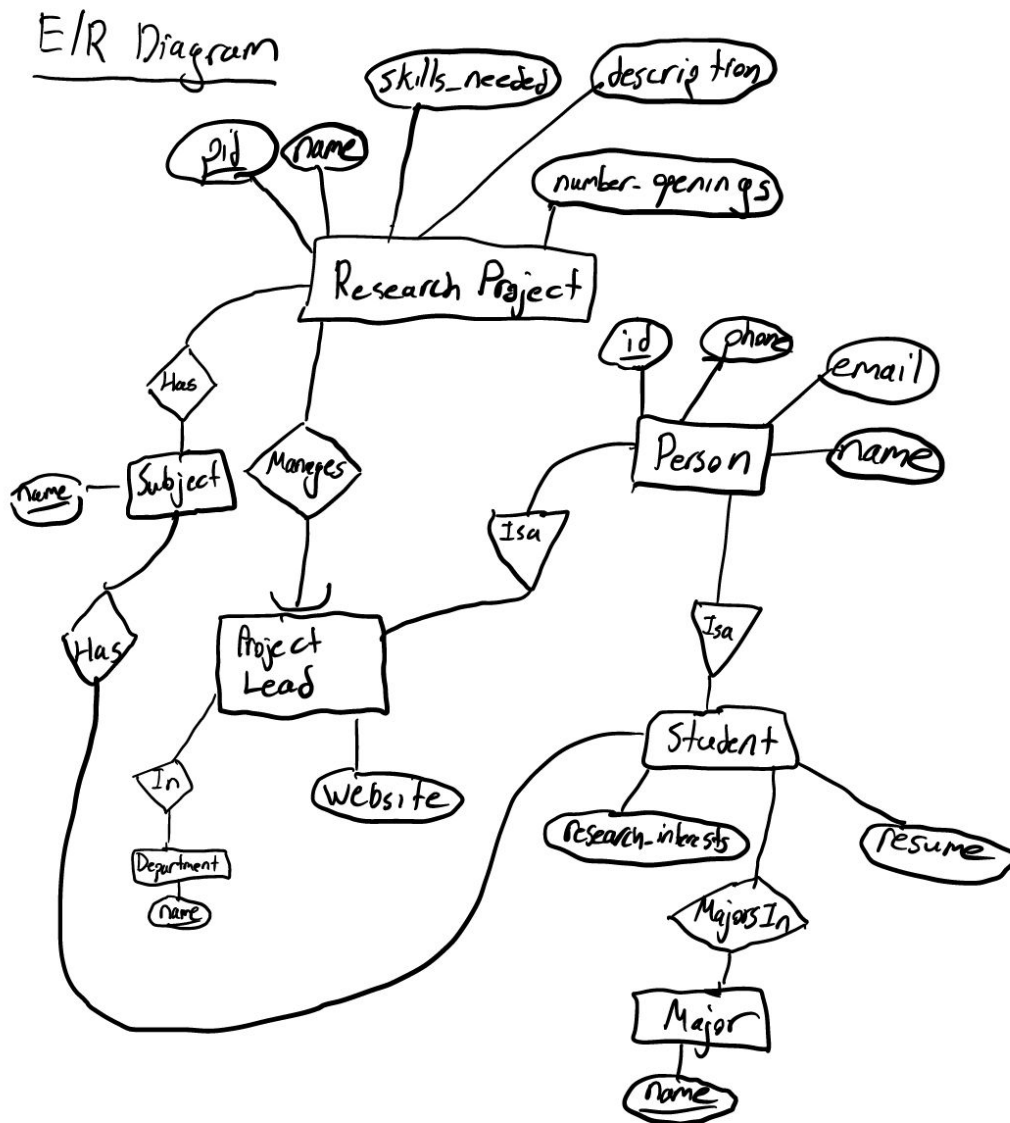 E/R Diagram
skills_needed
description
pid
name
number_openings
Research Project
id
phone
email
Has
Person
name
Manages
name
Subject
Isa
Has
Project
Lead
Isa
Student
In
website
research_interests
resume
Department
name
MajorsIn
Major
name